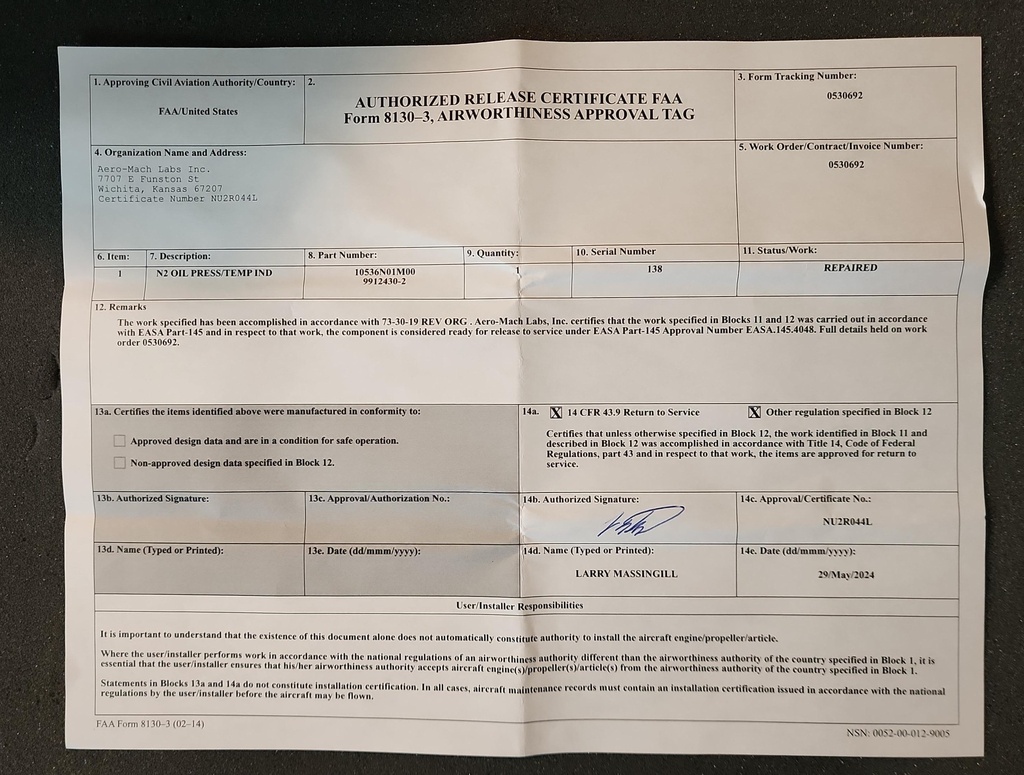 1. Approving Civil Aviation Authority/Country:
FAA/United States
2.
AUTHORIZED RELEASE CERTIFICATE FAA
Form 8130–3, AIRWORTHINESS APPROVAL TAG
3. Form Tracking Number:
0530692
4. Organization Name and Address:
Aero-Mach Labs Inc.
7707 E Funston St
Wichita, Kansas 67207
Certificate Number NU2R044L
5. Work Order/Contract/Invoice Number:
0530692
6. Item:
1
7. Description:
N2 OIL PRESS/TEMP IND
8. Part Number:
10536N01M00
9912430-2
9. Quantity:
1
10. Serial Number
138
11. Status/Work:
REPAIRED
12. Remarks
The work specified has been accomplished in accordance with 73-30-19 REV ORG . Aero-Mach Labs, Inc. certifies that the work specified in Blocks 11 and 12 was carried out in accordance
with EASA Part-145 and in respect to that work, the component is considered ready for release to service under EASA Part-145 Approval Number EASA.145.4048. Full details held on work
order 0530692.
13a. Certifies the items identified above were manufactured in conformity to:
Approved design data and are in a condition for safe operation.
Non-approved design data specified in Block 12.
14a. X 14 CFR 43.9 Return to Service X Other regulation specified in Block 12
Certifies that unless otherwise specified in Block 12, the work identified in Block 11 and
described in Block 12 was accomplished in accordance with Title 14, Code of Federal
Regulations, part 43 and in respect to that work, the items are approved for return to
service.
13b. Authorized Signature:
13c. Approval/Authorization No.:
14b. Authorized Signature:
14c. Approval/Certificate No.:
NU2R044L
13d. Name (Typed or Printed):
13e. Date (dd/mmm/yyyy):
14d. Name (Typed or Printed):
LARRY MASSINGILL
14e. Date (dd/mmm/yyyy):
29/May/2024
User/Installer Responsibilities
It is important to understand that the existence of this document alone does not automatically constitute authority to install the aircraft engine/propeller/article.
Where the user/installer performs work in accordance with the national regulations of an airworthiness authority different than the airworthiness authority of the country specified in Block 1, it is
essential that the user/installer ensures that his/her airworthiness authority accepts aircraft engine(s)/propeller(s)/article(s) from the airworthiness authority of the country specified in Block 1.
Statements in Blocks 13a and 14a do not constitute installation certification. In all cases, aircraft maintenance records must contain an installation certification issued in accordance with the national
regulations by the user/installer before the aircraft may be flown.
FAA Form 8130–3 (02–14)
NSN: 0052-00-012-9005